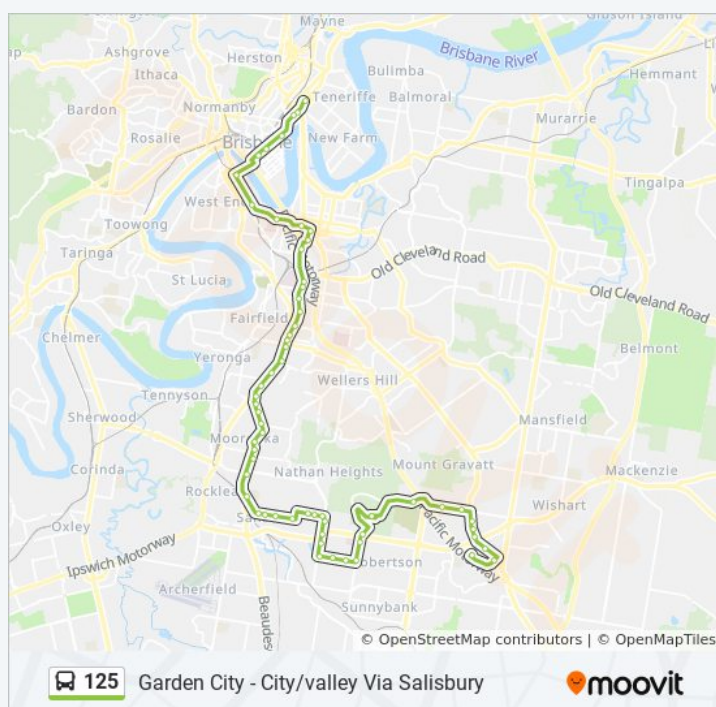 Mayne
Gibson Island
Ashgrove
Herston
Brisbane River
Ithaca
Bulimba
Hemmant
Teneriffe
Balmoral
Bardon
Normanby
Murarrie
Rosalie
Brisbane
New Farm
Tingalpa
West End
Toowong
Taringa
Pacific Motorway
Old Cleveland Road
St Lucia
Old Cleveland Road
Fairfield
Chelmer
Yeronga
Belmont
Wellers Hill
Tennyson
Sherwood
Mansfield
Moorooka
Corinda
Nathan Heights
Mount Gravatt
Mackenzie
Rocklea
Wishart
Oxley
Pacific Motorway
Ipswich Motorway
Robertson
Archerfield
Sunnybank
Beaudes
© OpenStreetMap contributors | © OpenMapTiles
125 Garden City - City/valley Via Salisbury
moovit